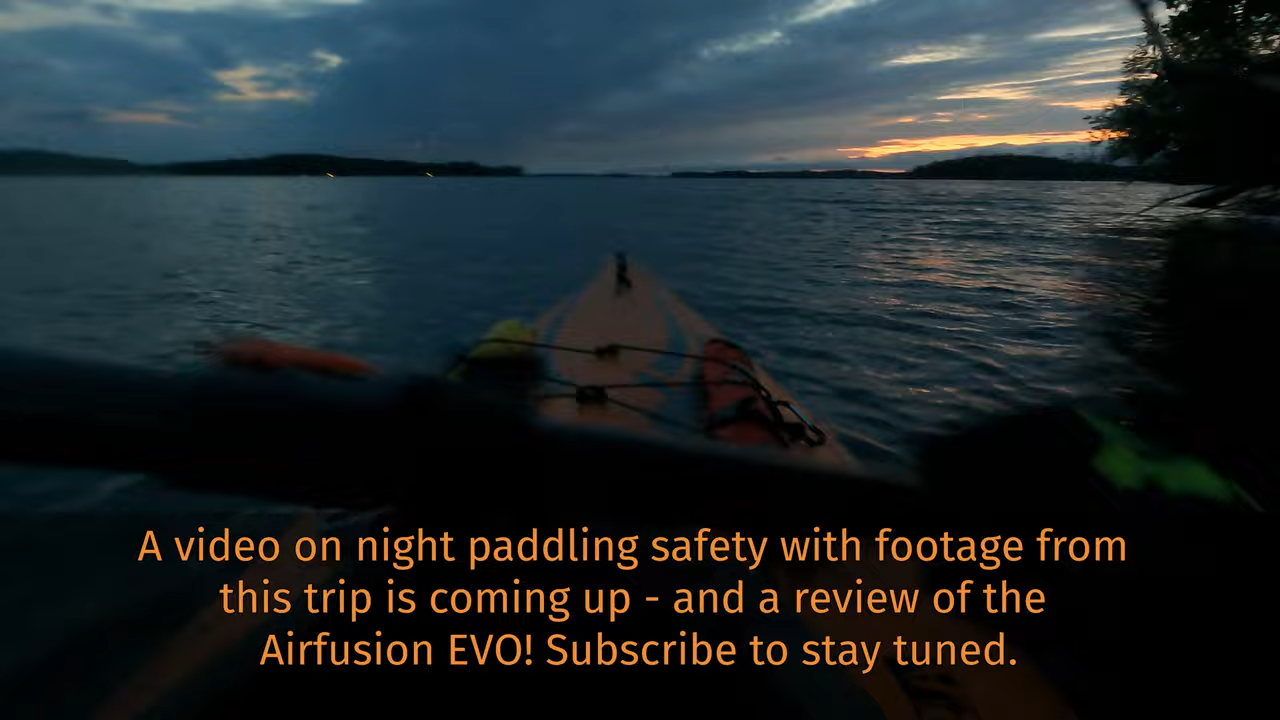 A video on night paddling safety with footage from
this trip is coming up - and a review of the
Airfusion EVO! Subscribe to stay tuned.